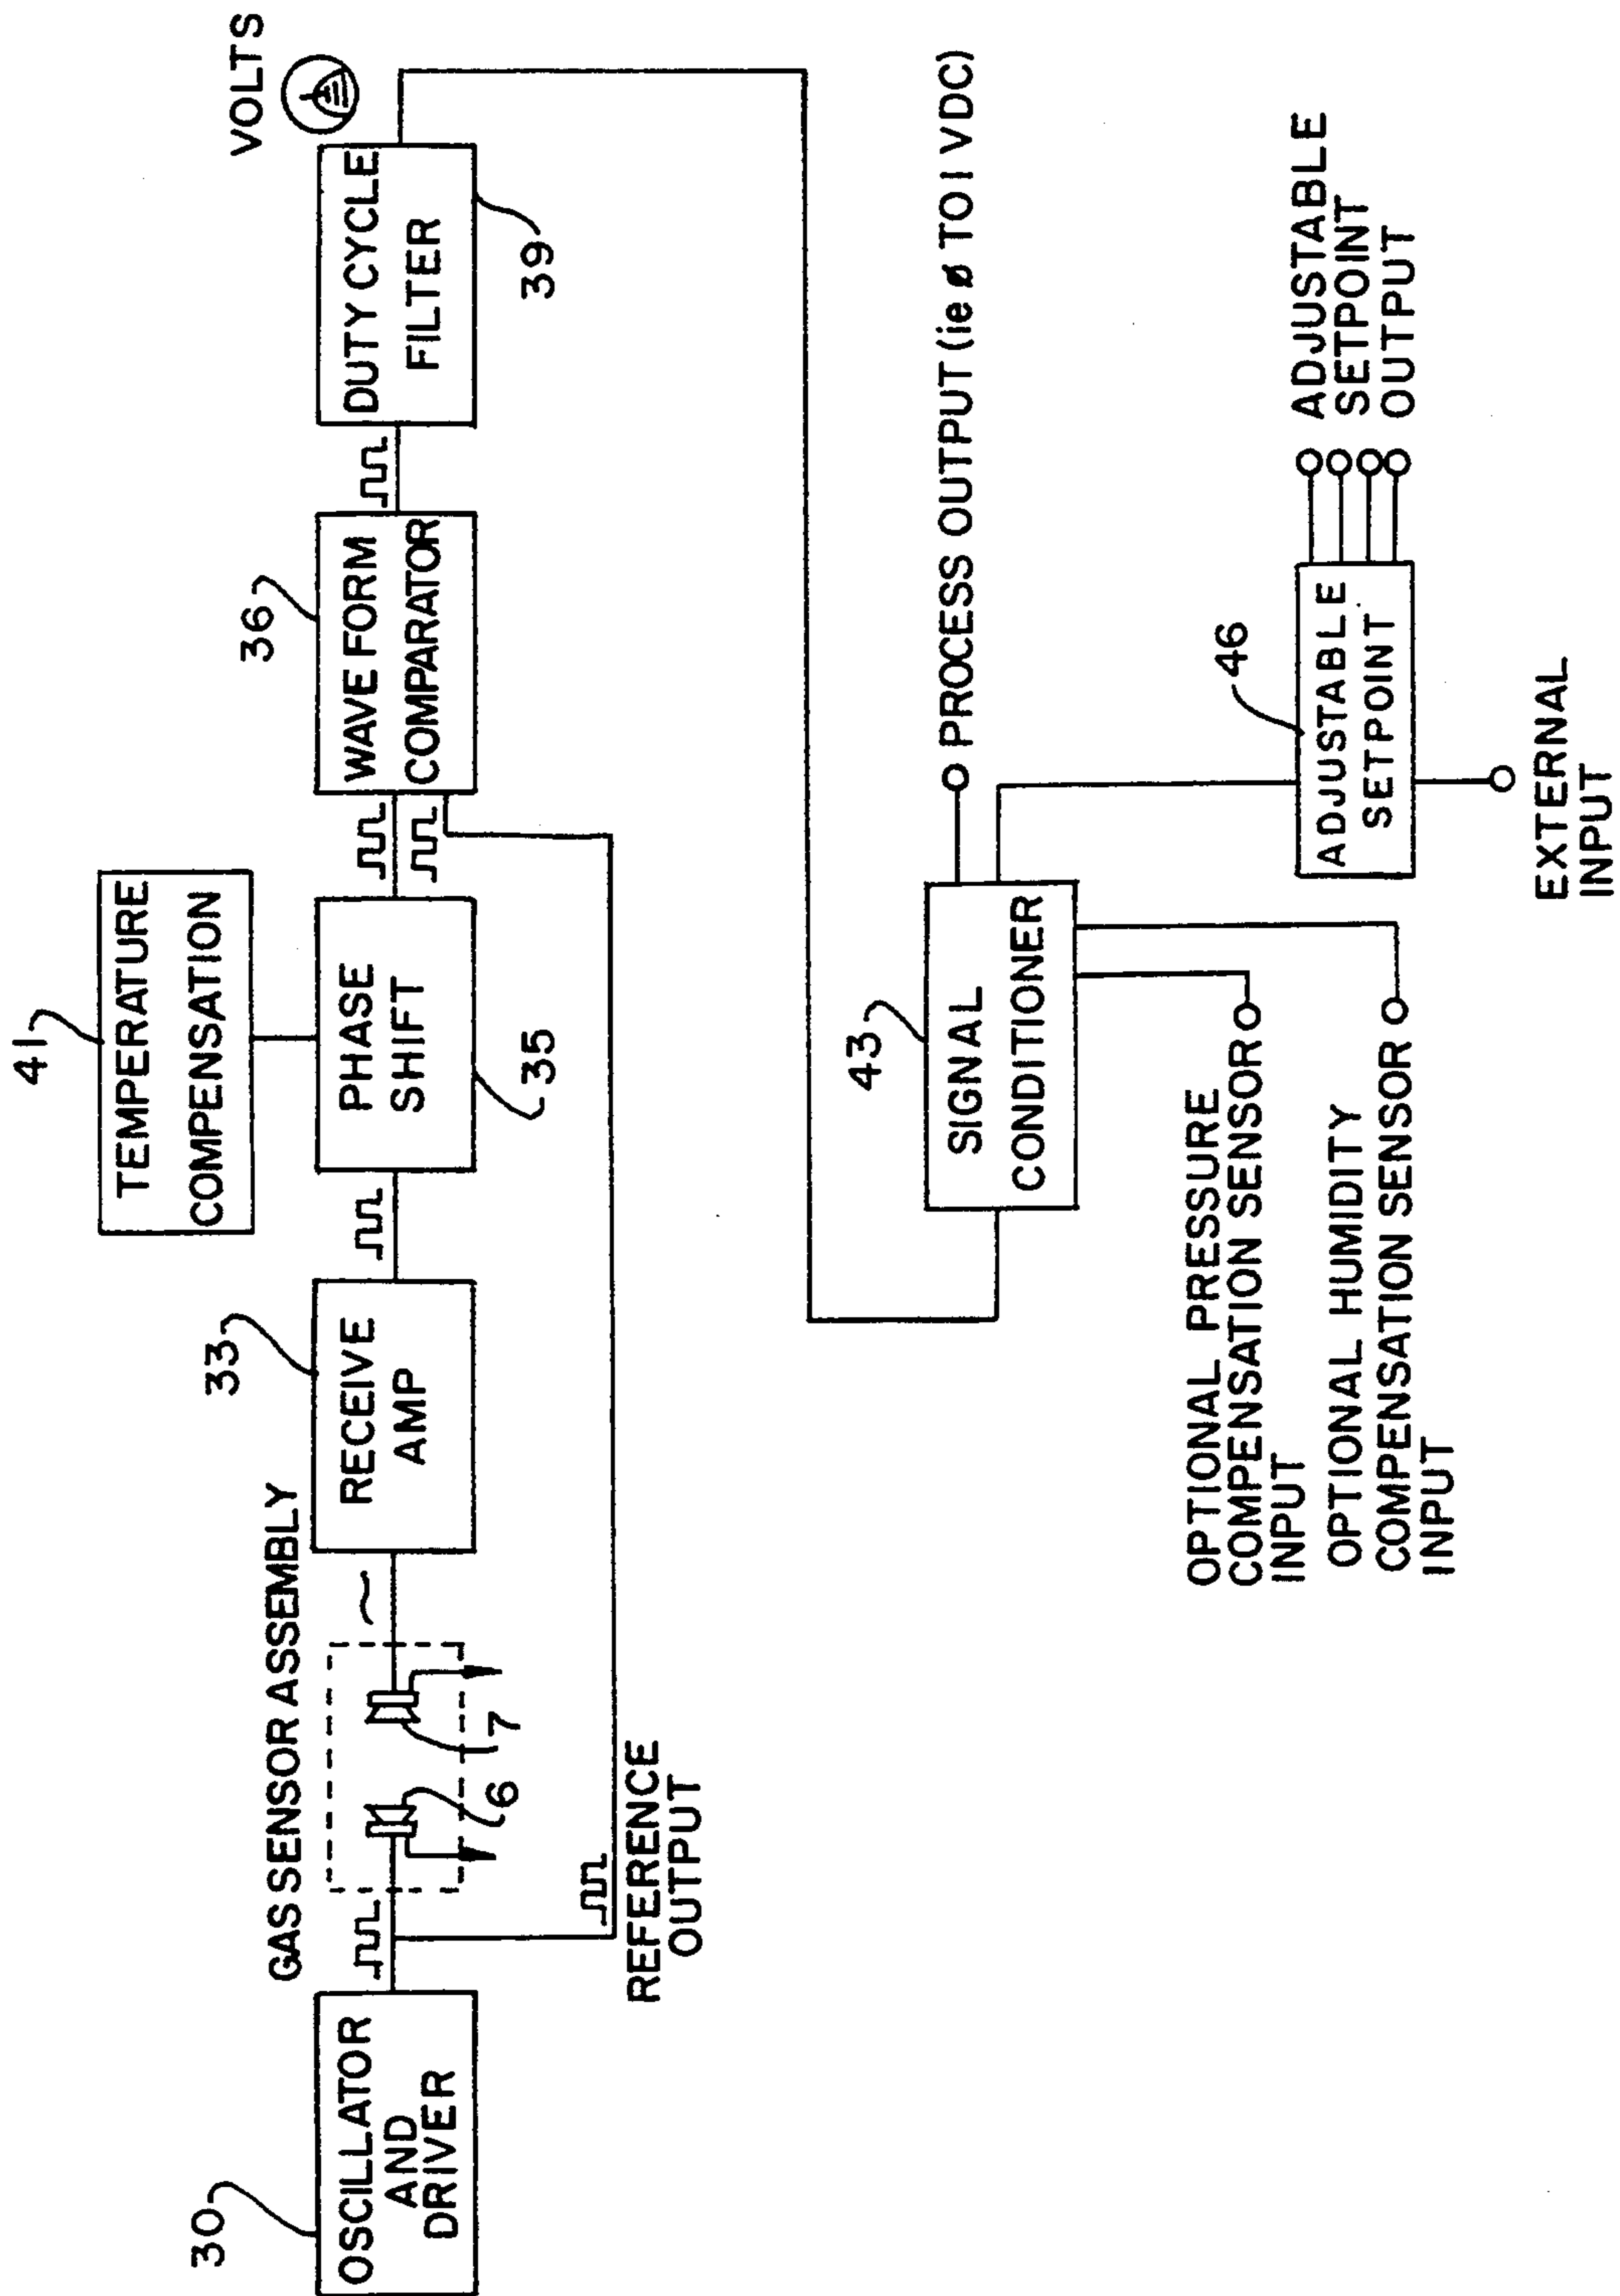 VOLTS
41
TEMPERATURE
COMPENSATION
GAS SENSOR ASSEMBLY
33
36
30
OSCILLATOR
AND
DRIVER
6
7
RECEIVE
AMP
PHASE
SHIFT
35
WAVE FORM
COMPARATOR
DUTY CYCLE
FILTER
39
REFERENCE
OUTPUT
43
SIGNAL
CONDITIONER
PROCESS OUTPUT (ie ø TO 1 VDC)
OPTIONAL PRESSURE
COMPENSATION SENSOR
INPUT
OPTIONAL HUMIDITY
COMPENSATION SENSOR
INPUT
46
ADJUSTABLE
SETPOINT
ADJUSTABLE
SETPOINT
OUTPUT
EXTERNAL
INPUT